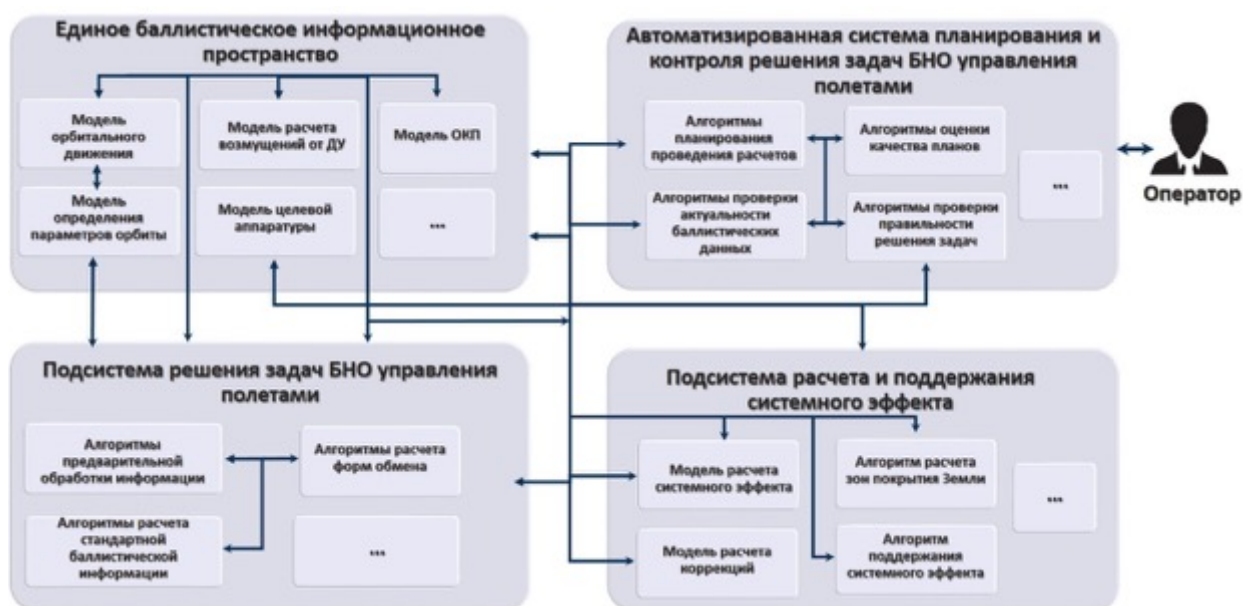 Единое баллистическое информационное
пространство
Модель
орбитального
движения
Модель расчета
возмущений от ДУ
Модель ОКП
Модель
определения
параметров орбиты
Модель целевой
аппаратуры
...
Автоматизированная система планирования и
контроля решения задач БНО управления
полетами
Алгоритмы
планирования
проведения расчетов
Алгоритмы оценки
качества планов
...
Алгоритмы проверки
актуальности
баллистических
данных
Алгоритмы проверки
правильности
решения задач
Оператор
Подсистема решения задач БНО управления
полетами
Алгоритмы
предварительной
обработки информации
Алгоритмы расчета
форм обмена
Алгоритмы расчета
стандартной
баллистической
информации
...
Подсистема расчета и поддержания
системного эффекта
Модель расчета
системного эффекта
Алгоритм расчета
зон покрытия Земли
...
Модель расчета
коррекций
Алгоритм
поддержания
системного эффекта